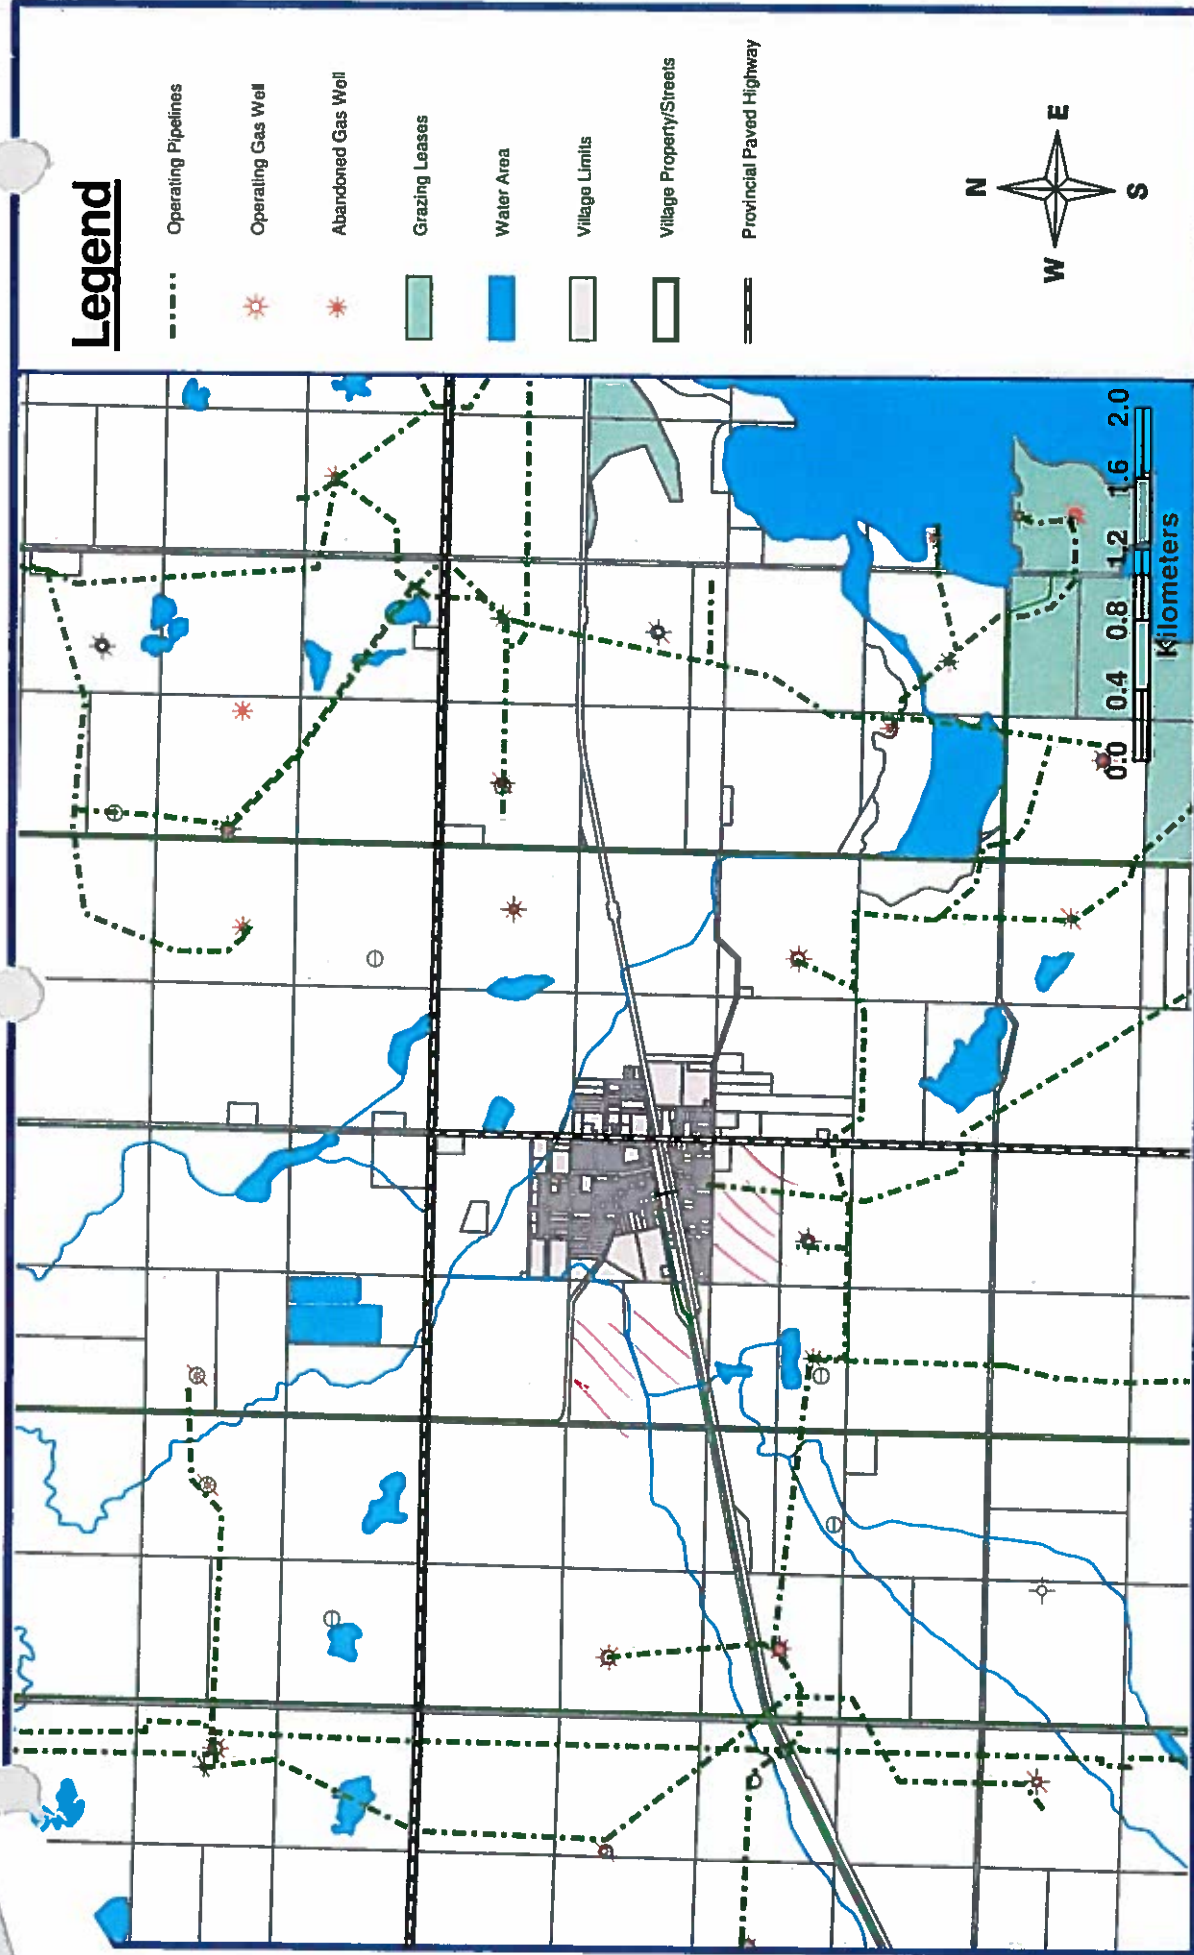 Legend
Operating Pipelines
Operating Gas Well
Abandoned Gas Well
Grazing Leases
Water Area
Village Limits
Village Property/Streets
Provincial Paved Highway
N
W
E
S
0.0 0.4 0.8 1.2 1.6 2.0
Kilometers